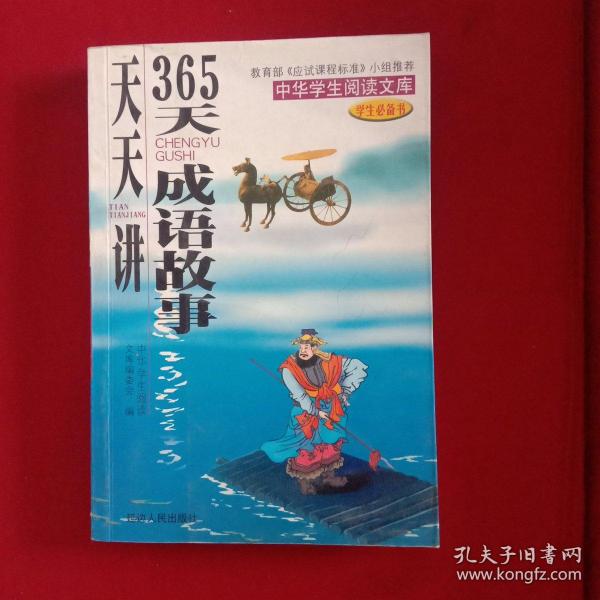 教育部《应试课程标准》小组推荐
中华学生阅读文库
学生必备书
365天
CHENGYU
GUSHI
成语故事
天天讲
TIAN
TIANJIANG
中华学生阅读
文库编委会·编
延边人民出版社
孔夫子旧书网
www.kongfz.com